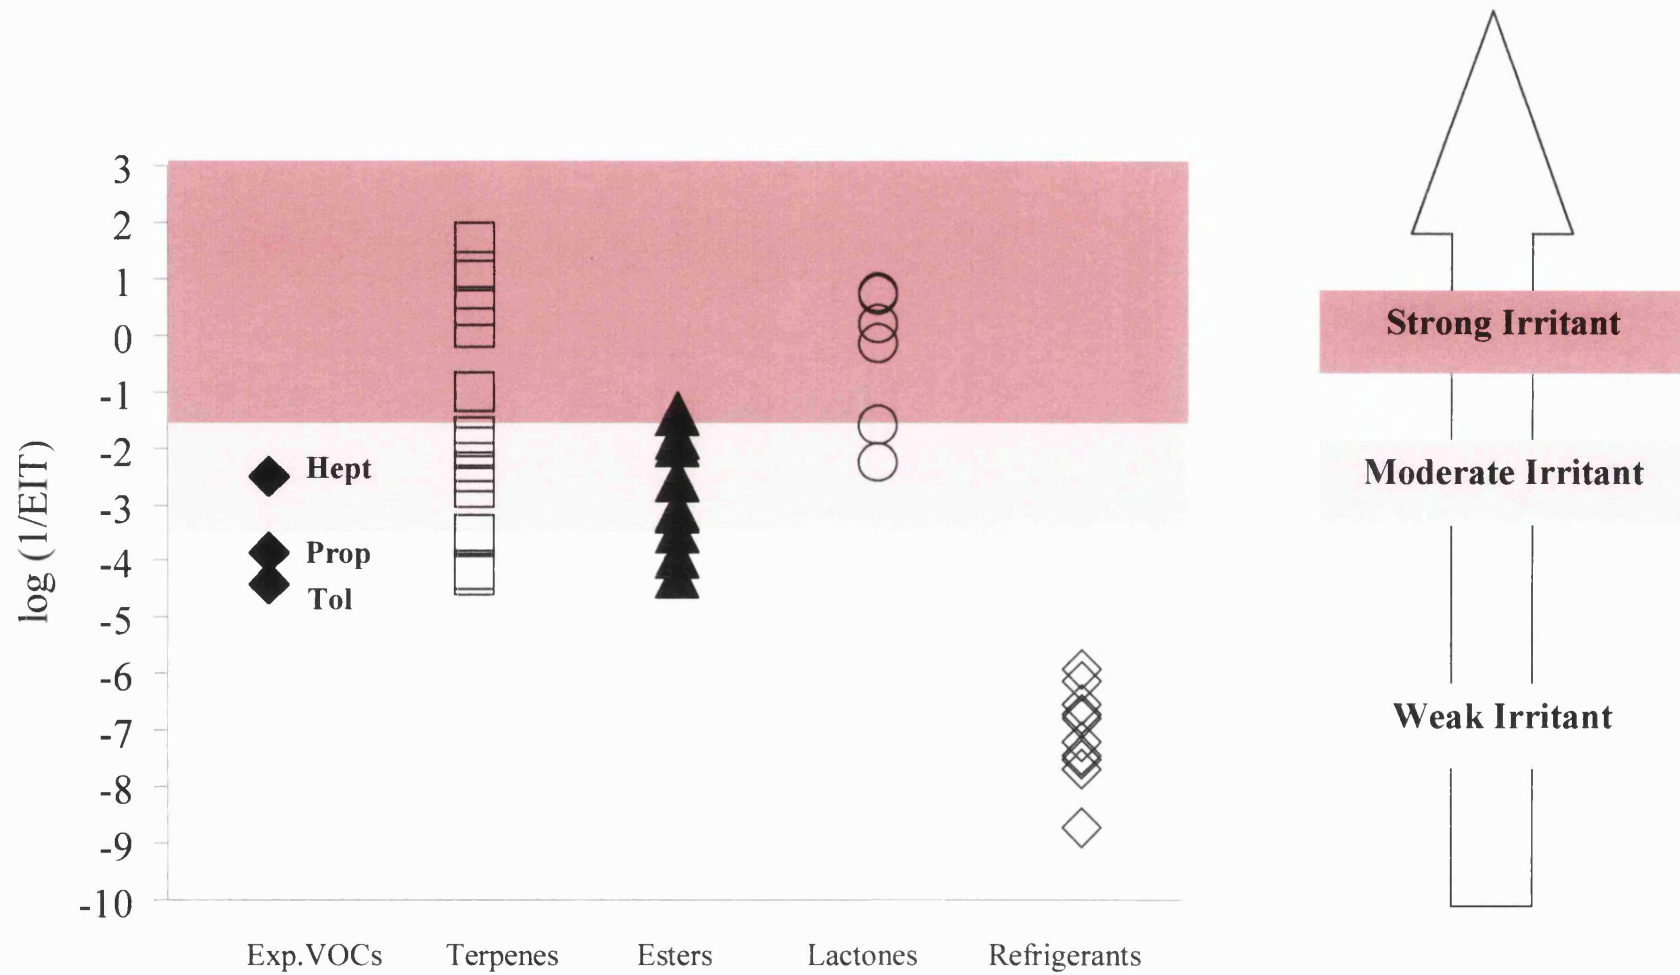 3
2
1
0
-1
-2
-3
-4
-5
-6
-7
-8
-9
-10
log (1/EIT)
Hept
Prop
Tol
Exp.VOCs
Terpenes
Esters
Lactones
Refrigerants
Strong Irritant
Moderate Irritant
Weak Irritant